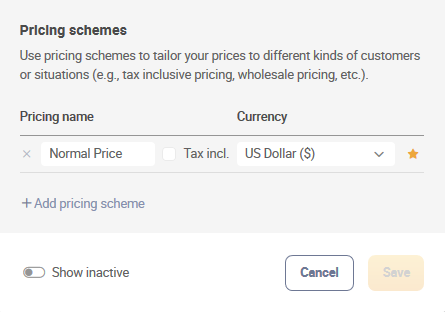 Pricing schemes
Use pricing schemes to tailor your prices to different kinds of customers
or situations (e.g., tax inclusive pricing, wholesale pricing, etc.).
Pricing name Currency
× Normal Price Tax incl. US Dollar ($)
+ Add pricing scheme
Show inactive Cancel Save